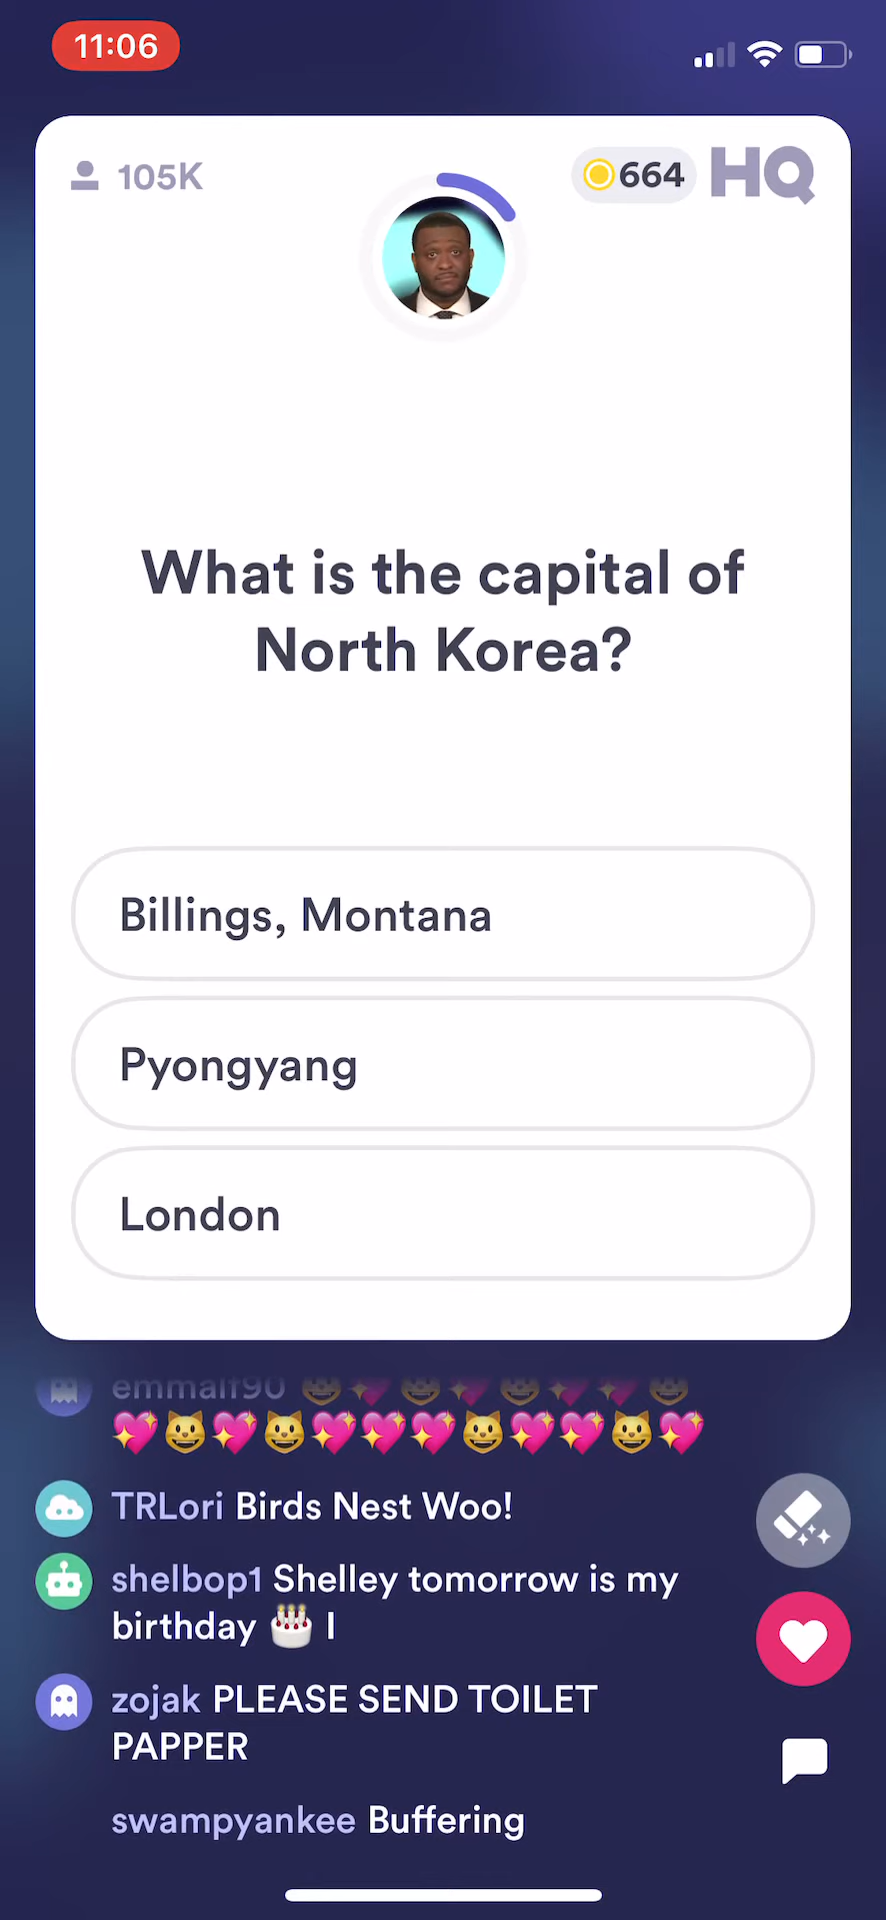 11:06
105K
664 HQ
What is the capital of
North Korea?
Billings, Montana
Pyongyang
London
emmalf90 😺💖😺💖😺💖💖😺
💖😺💖😺💖💖💖😺💖💖😺💖
TRLori Birds Nest Woo!
shelbop1 Shelley tomorrow is my
birthday 🎂 I
zojak PLEASE SEND TOILET
PAPPER
swampyankee Buffering